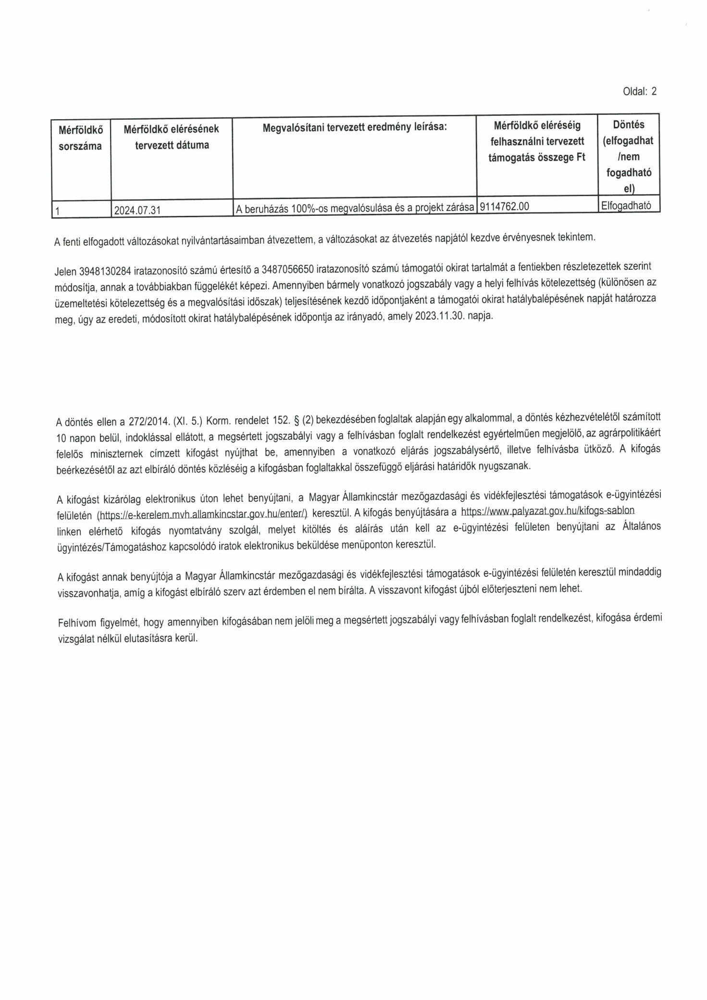 Oldal: 2
Mérföldkő sorszáma
Mérföldkő elérésének tervezett dátuma
Megvalósítani tervezett eredmény leírása:
Mérföldkő eléréséig felhasználni tervezett támogatás összege Ft
Döntés (elfogadhat /nem fogadható el)
1
2024.07.31
A beruházás 100%-os megvalósulása és a projekt zárása
9114762.00
Elfogadható
A fenti elfogadott változásokat nyilvántartásaimban átvezettem, a változásokat az átvezetés napjától kezdve érvényesnek tekintem.
Jelen 3948130284 iratazonosító számú értesítő a 3487056650 iratazonosító számú támogatói okirat tartalmát a fentiekben részletezettek szerint
módosítja, annak a továbbiakban függelékét képezi. Amennyiben bármely vonatkozó jogszabály vagy a helyi felhívás kötelezettség (különösen az
üzemeltetési kötelezettség és a megvalósítási időszak) teljesítésének kezdő időpontjaként a támogatói okirat hatálybalépésének napját határozza
meg, úgy az eredeti, módosított okirat hatálybalépésének időpontja az irányadó, amely 2023.11.30. napja.
A döntés ellen a 272/2014. (XI. 5.) Korm. rendelet 152. § (2) bekezdésében foglaltak alapján egy alkalommal, a döntés kézhezvételétől számított
10 napon belül, indoklással ellátott, a megsértett jogszabályi vagy a felhívásban foglalt rendelkezést egyértelműen megjelölő, az agrárpolitikáért
felelős miniszternek címzett kifogást nyújthat be, amennyiben a vonatkozó eljárás jogszabálysértő, illetve felhívásba ütköző. A kifogás
beérkezésétől az azt elbíráló döntés közléséig a kifogásban foglaltakkal összefüggő eljárási határidők nyugszanak.
A kifogást kizárólag elektronikus úton lehet benyújtani, a Magyar Államkincstár mezőgazdasági és vidékfejlesztési támogatások e-ügyintézési
felületén (https://e-kerelem.mvh.allamkincstar.gov.hu/enter/) keresztül. A kifogás benyújtására a https://www.palyazat.gov.hu/kifogs-sablon
linken elérhető kifogás nyomtatvány szolgál, melyet kitöltés és aláírás után kell az e-ügyintézési felületen benyújtani az Általános
ügyintézés/Támogatáshoz kapcsolódó iratok elektronikus beküldése menüponton keresztül.
A kifogást annak benyújtója a Magyar Államkincstár mezőgazdasági és vidékfejlesztési támogatások e-ügyintézési felületén keresztül mindaddig
visszavonhatja, amíg a kifogást elbíráló szerv azt érdemben el nem bírálta. A visszavont kifogást újból előterjeszteni nem lehet.
Felhívom figyelmét, hogy amennyiben kifogásában nem jelöli meg a megsértett jogszabályi vagy felhívásban foglalt rendelkezést, kifogása érdemi
vizsgálat nélkül elutasításra kerül.